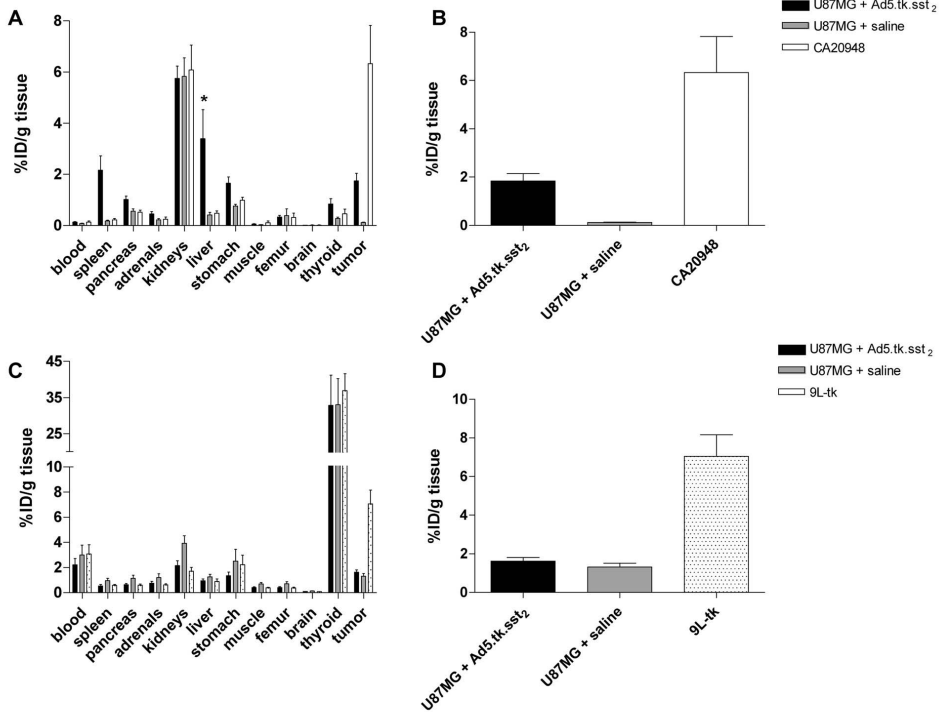 A
%ID/g tissue
8
6
4
2
0
*
blood
spleen
pancreas
adrenals
kidneys
liver
stomach
muscle
femur
brain
thyroid
tumor
B
U87MG + Ad5.tk.sst₂
U87MG + saline
CA20948
%ID/g tissue
8
6
4
2
0
U87MG + Ad5.tk.sst₂
U87MG + saline
CA20948
C
%ID/g tissue
45
35
25
10
8
6
4
2
0
blood
spleen
pancreas
adrenals
kidneys
liver
stomach
muscle
femur
brain
thyroid
tumor
D
U87MG + Ad5.tk.sst₂
U87MG + saline
9L-tk
%ID/g tissue
10
8
6
4
2
0
U87MG + Ad5.tk.sst₂
U87MG + saline
9L-tk